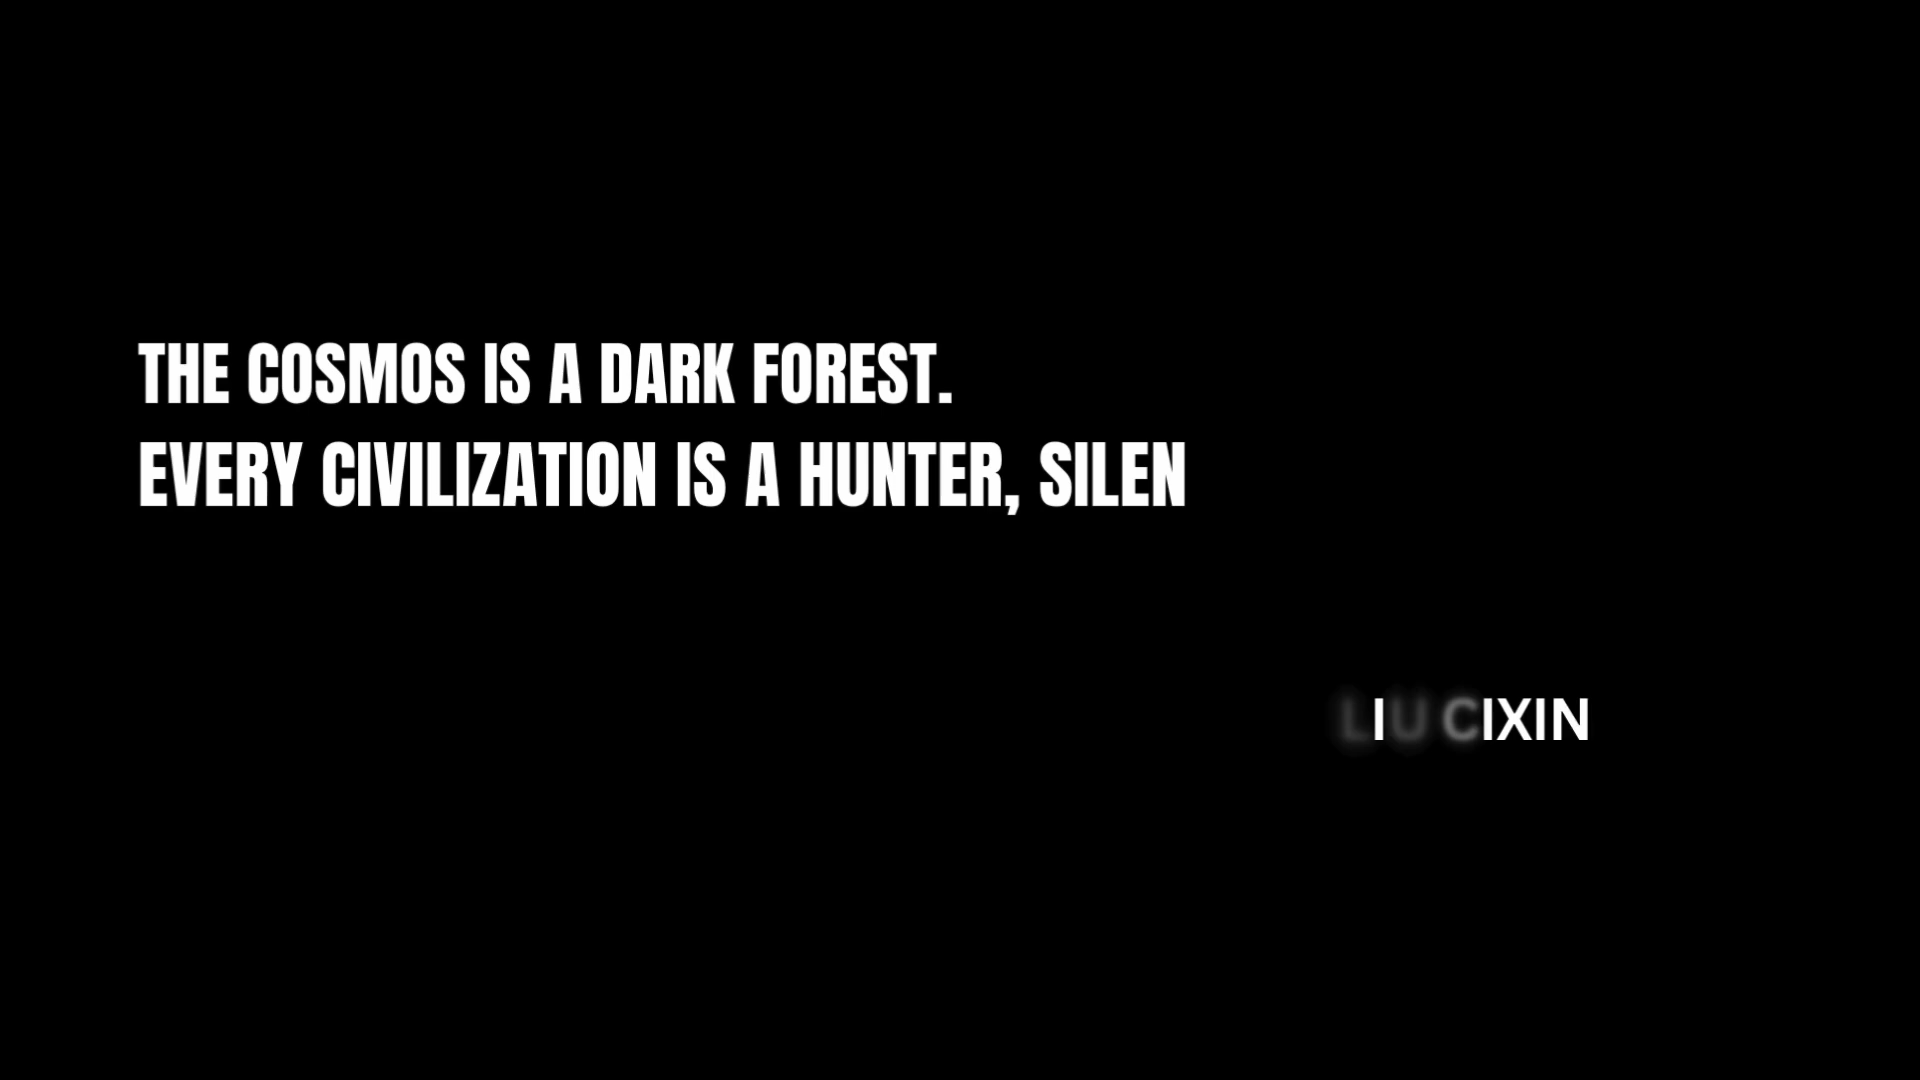 THE COSMOS IS A DARK FOREST.
EVERY CIVILIZATION IS A HUNTER, SILEN
LIU CIXIN